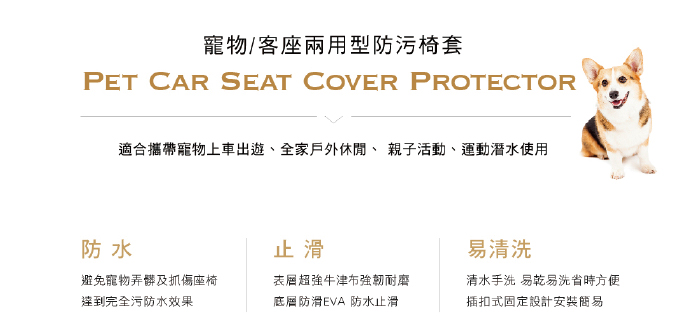 寵物/客座兩用型防污椅套
PET CAR SEAT COVER PROTECTOR
適合攜帶寵物上車出遊、全家戶外休閒、 親子活動、運動潛水使用
防水
避免寵物弄髒及抓傷座椅
達到完全污防水效果
止滑
表層超強牛津布強韌耐磨
底層防滑EVA 防水止滑
易清洗
清水手洗 易乾易洗省時方便
插扣式固定設計安裝簡易